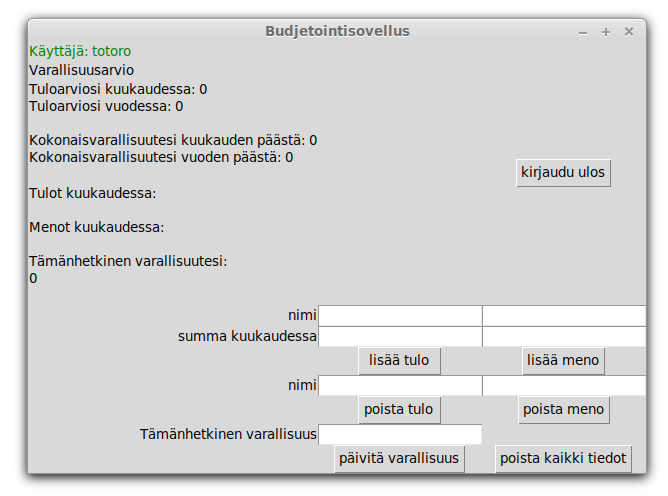 Budjetointisovellus
Käyttäjä: totoro
Varallisuusarvio
Tuloarviosi kuukaudessa: 0
Tuloarviosi vuodessa: 0
Kokonaisvarallisuutesi kuukauden päästä: 0
Kokonaisvarallisuutesi vuoden päästä: 0
kirjaudu ulos
Tulot kuukaudessa:
Menot kuukaudessa:
Tämänhetkinen varallisuutesi:
0
nimi
summa kuukaudessa
lisää tulo lisää meno
nimi
poista tulo poista meno
Tämänhetkinen varallisuus
päivitä varallisuus poista kaikki tiedot